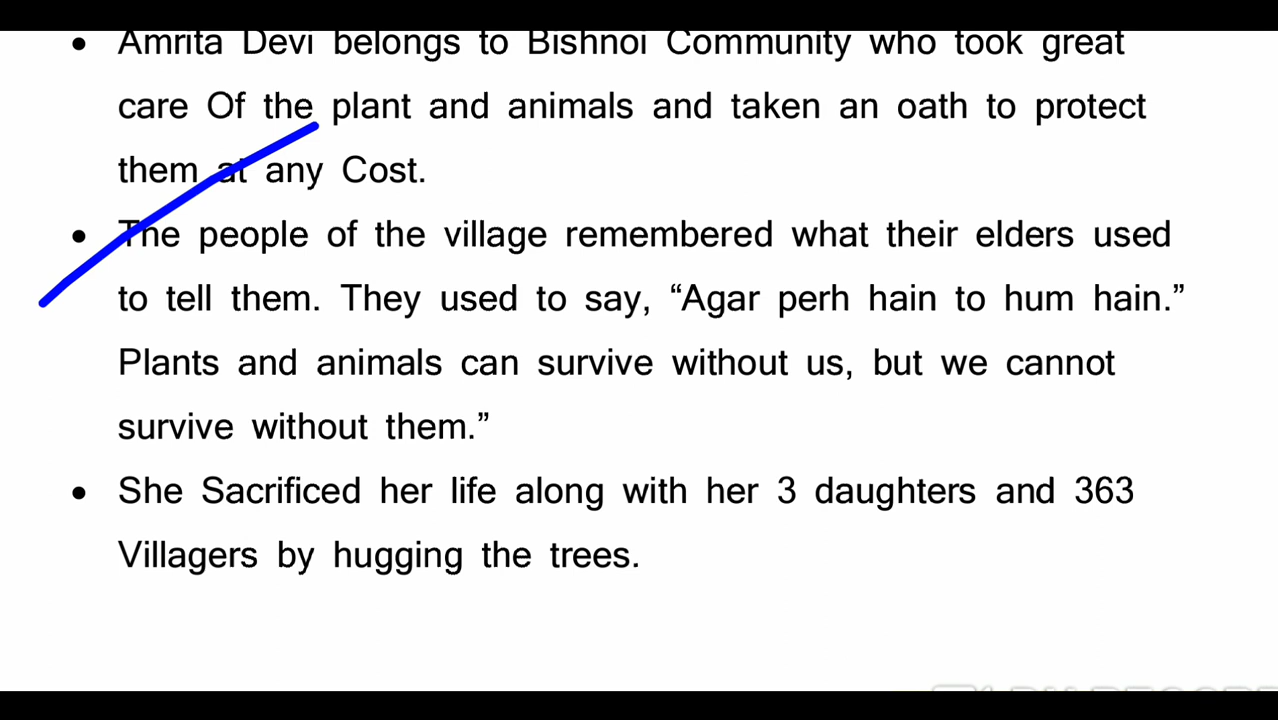 • Amrita Devi belongs to Bishnoi Community who took great
care Of the plant and animals and taken an oath to protect
them at any Cost.
• The people of the village remembered what their elders used
to tell them. They used to say, “Agar perh hain to hum hain.”
Plants and animals can survive without us, but we cannot
survive without them.”
• She Sacrificed her life along with her 3 daughters and 363
Villagers by hugging the trees.